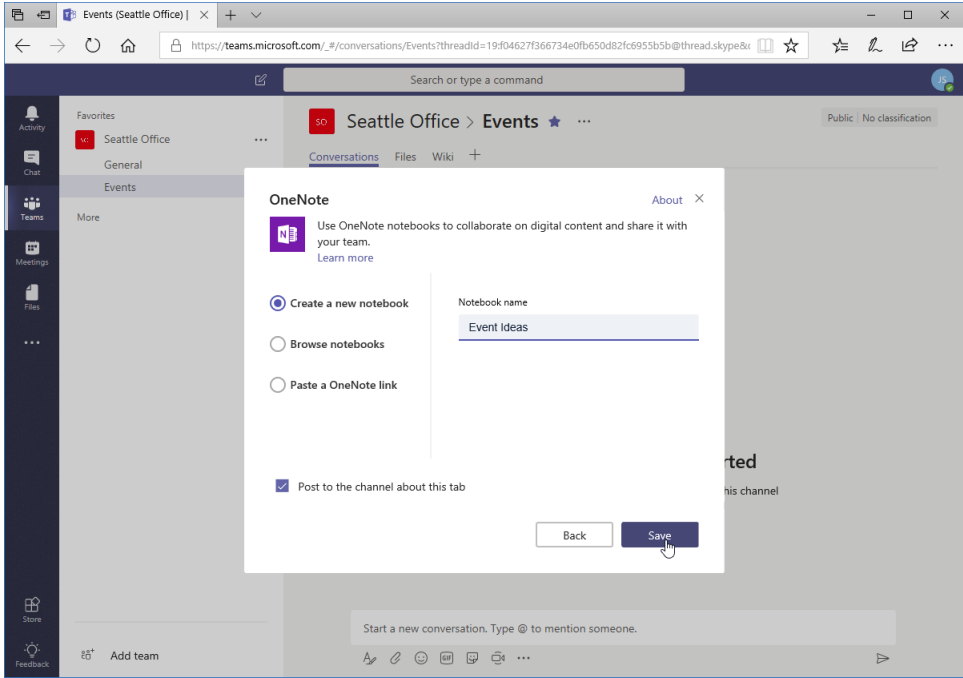 Events (Seattle Office) |
https://teams.microsoft.com/_#/conversations/Events?threadId=19:f04627f366734e0fb650d82fc6955b5b@thread.skype&c
Search or type a command
JS
Activity
Chat
Teams
Meetings
Files
Store
Feedback
Favorites
Seattle Office
General
Events
More
Add team
SO
Seattle Office > Events
Public | No classification
Conversations Files Wiki
OneNote
About
N
Use OneNote notebooks to collaborate on digital content and share it with
your team.
Learn more
Create a new notebook
Browse notebooks
Paste a OneNote link
Notebook name
Event Ideas
Post to the channel about this tab
Back
Save
rted
his channel
Start a new conversation. Type @ to mention someone.
GIF